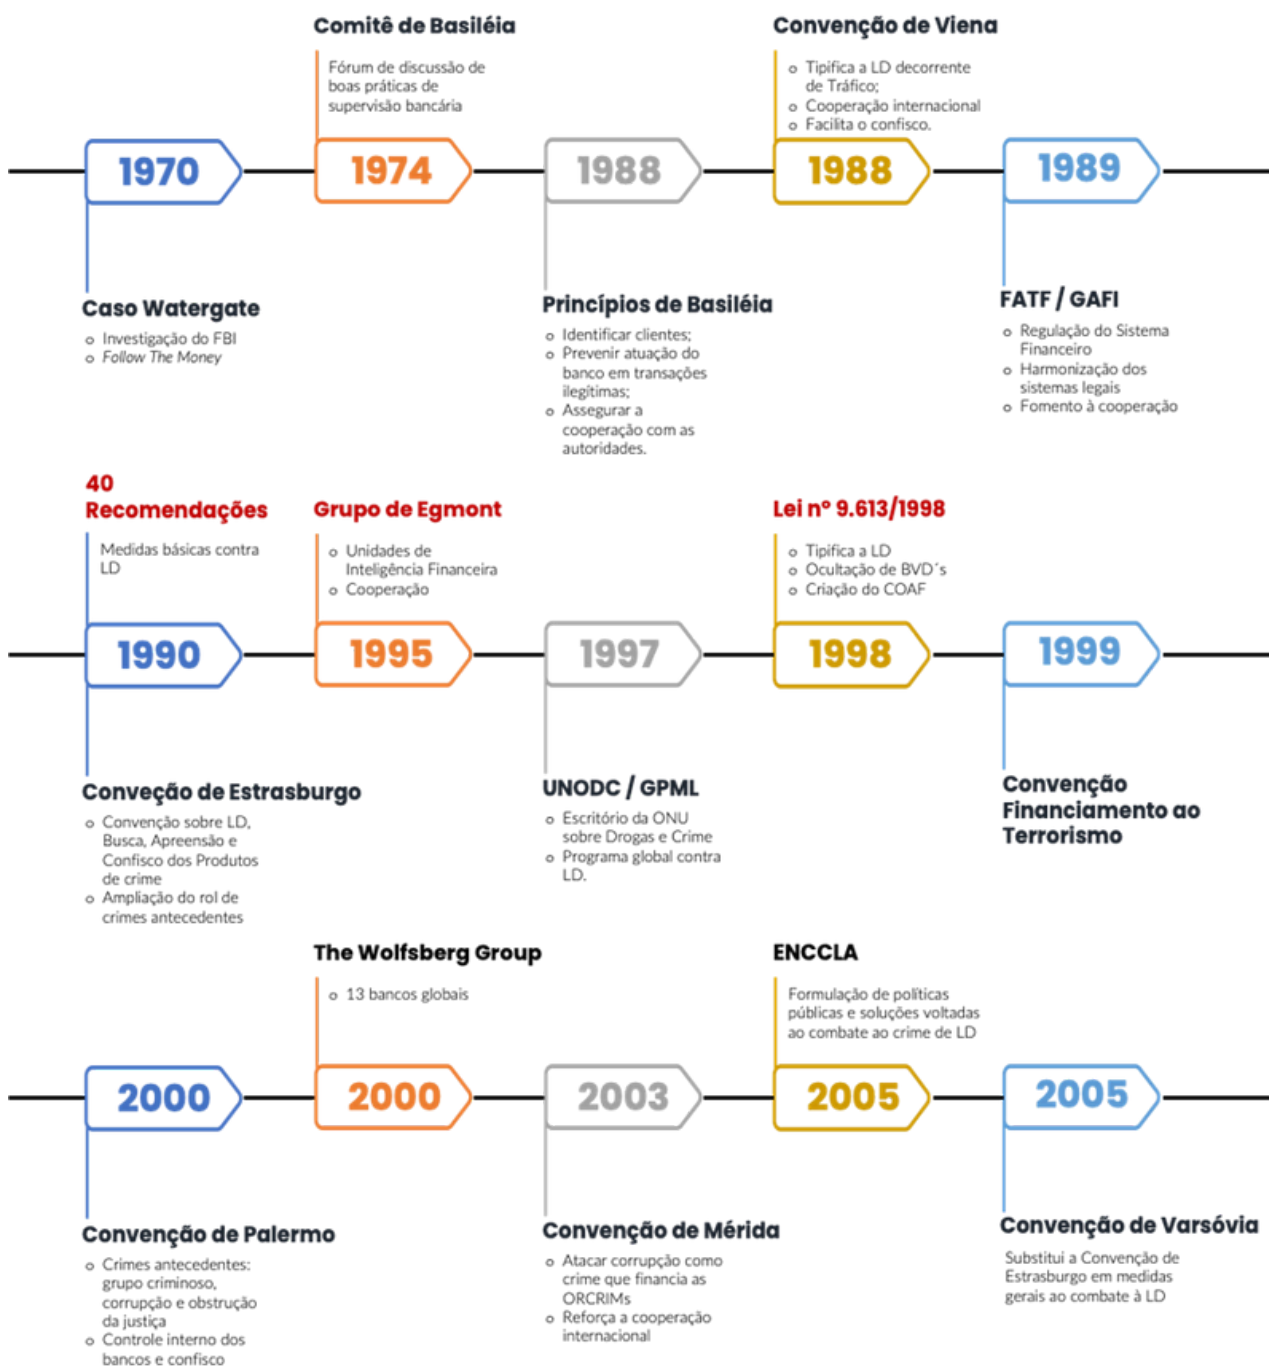 Comitê de Basiléia
Fórum de discussão de
boas práticas de
supervisão bancária
Convenção de Viena
o Tipifica a LD decorrente
de Tráfico;
o Cooperação internacional
o Facilita o confisco.
1970
1974
1988
1988
1989
Caso Watergate
o Investigação do FBI
o Follow The Money
Princípios de Basiléia
o Identificar clientes;
o Prevenir atuação do
banco em transações
ilegítimas;
o Assegurar a
cooperação com as
autoridades.
FATF / GAFI
o Regulação do Sistema
Financeiro
o Harmonização dos
sistemas legais
o Fomento à cooperação
40
Recomendações
Medidas básicas contra
LD
Grupo de Egmont
o Unidades de
Inteligência Financeira
o Cooperação
Lei nº 9.613/1998
o Tipifica a LD
o Ocultação de BVD´s
o Criação do COAF
1990
1995
1997
1998
1999
Conveção de Estrasburgo
o Convenção sobre LD,
Busca, Apreensão e
Confisco dos Produtos
de crime
o Ampliação do rol de
crimes antecedentes
UNODC / GPML
o Escritório da ONU
sobre Drogas e Crime
o Programa global contra
LD.
Convenção
Financiamento ao
Terrorismo
The Wolfsberg Group
o 13 bancos globais
ENCCLA
Formulação de políticas
públicas e soluções voltadas
ao combate ao crime de LD
2000
2000
2003
2005
2005
Convenção de Palermo
o Crimes antecedentes:
grupo criminoso,
corrupção e obstrução
da justiça
o Controle interno dos
bancos e confisco
Convenção de Mérida
o Atacar corrupção como
crime que financia as
ORCRIMs
o Reforça a cooperação
internacional
Convenção de Varsóvia
Substitui a Convenção de
Estrasburgo em medidas
gerais ao combate à LD